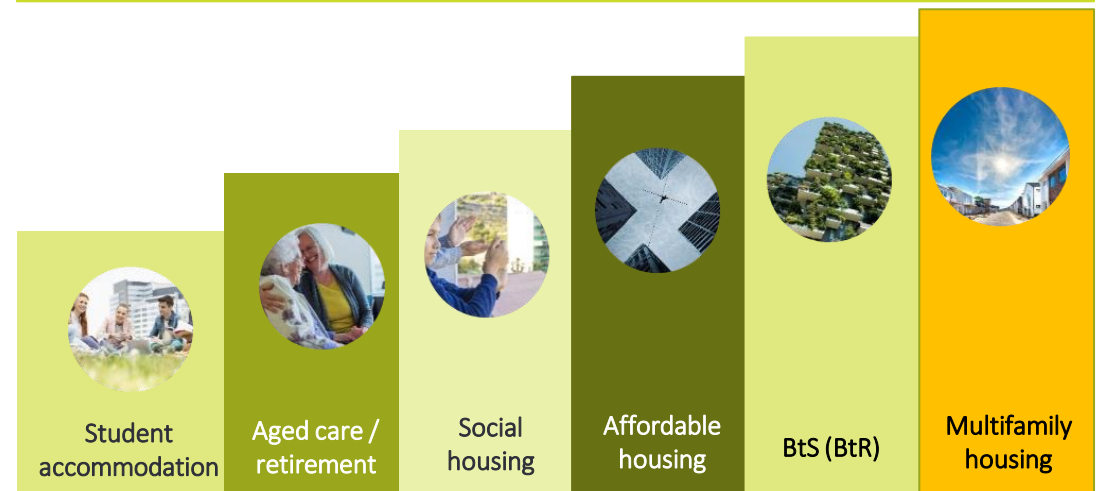 Student
accommodation
Aged care /
retirement
Social
housing
Affordable
housing
BtS (BtR)
Multifamily
housing